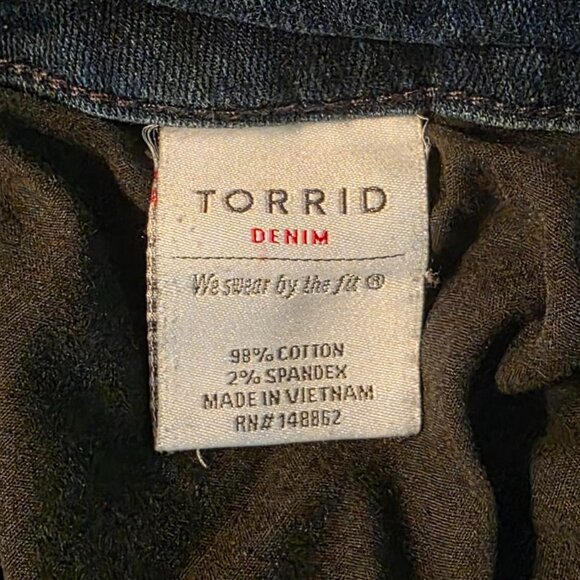 TORRID
DENIM
We swear by the fit ®
98% COTTON
2% SPANDEX
MADE IN VIETNAM
RN# 148862